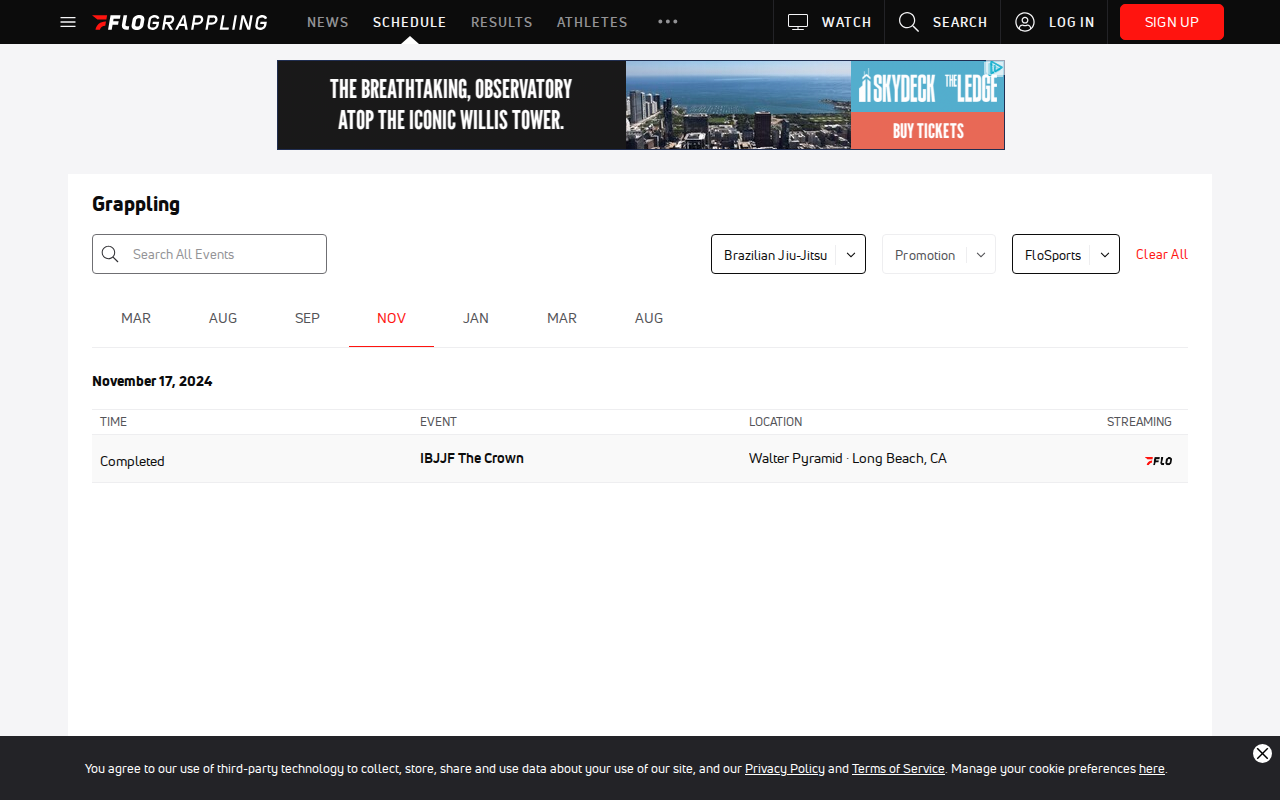 FLOGRAPPLING NEWS SCHEDULE RESULTS ATHLETES WATCH SEARCH LOG IN SIGN UP
THE BREATHTAKING, OBSERVATORY
ATOP THE ICONIC WILLIS TOWER.
SKYDECK THE LEDGE
BUY TICKETS
Grappling
Search All Events Brazilian Jiu-Jitsu Promotion FloSports Clear All
MAR AUG SEP NOV JAN MAR AUG
November 17, 2024
TIME EVENT LOCATION STREAMING
Completed IBJJF The Crown Walter Pyramid · Long Beach, CA FLO
You agree to our use of third-party technology to collect, store, share and use data about your use of our site, and our Privacy Policy and Terms of Service. Manage your cookie preferences here.